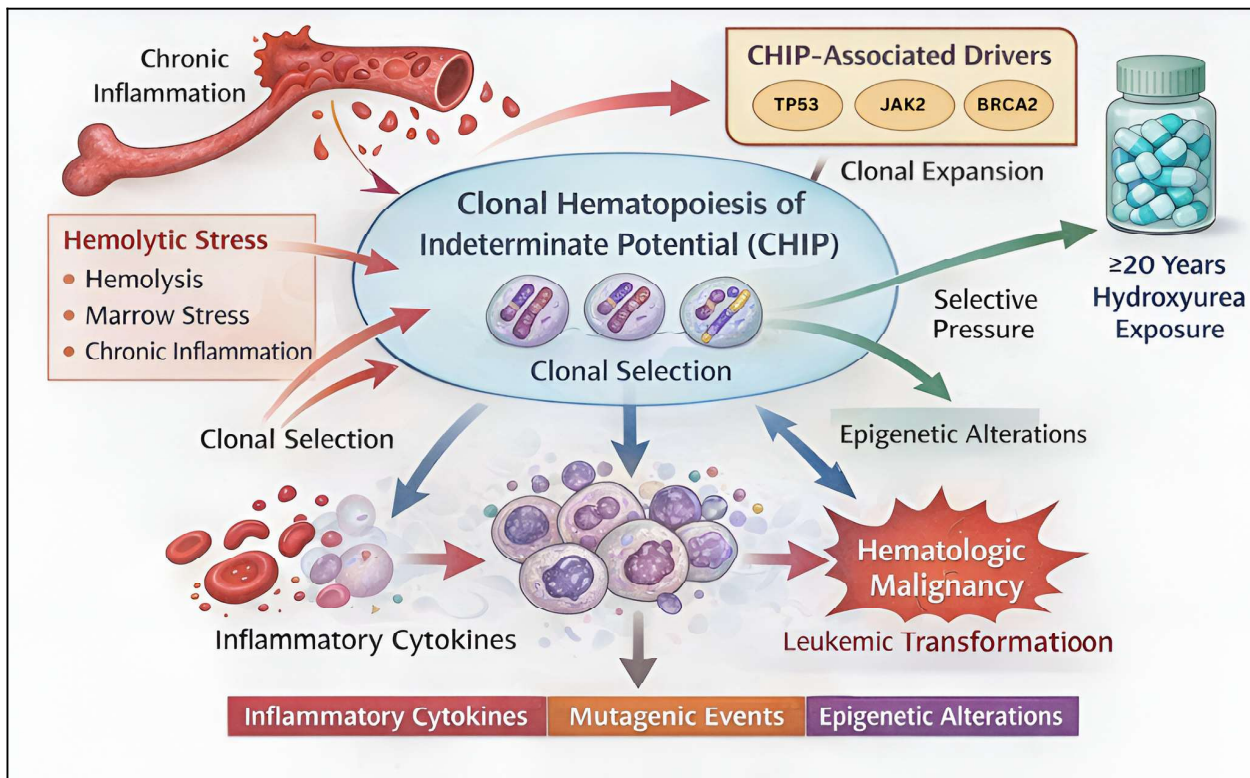 Chronic
Inflammation
CHIP-Associated Drivers
TP53
JAK2
BRCA2
Clonal Expansion
Clonal Hematopoiesis of
Indeterminate Potential (CHIP)
Clonal Selection
Hemolytic Stress
• Hemolysis
• Marrow Stress
• Chronic Inflammation
Clonal Selection
≥20 Years
Hydroxyurea
Exposure
Selective
Pressure
Epigenetic Alterations
Inflammatory Cytokines
Hematologic
Malignancy
Leukemic Transformatioon
Inflammatory Cytokines
Mutagenic Events
Epigenetic Alterations